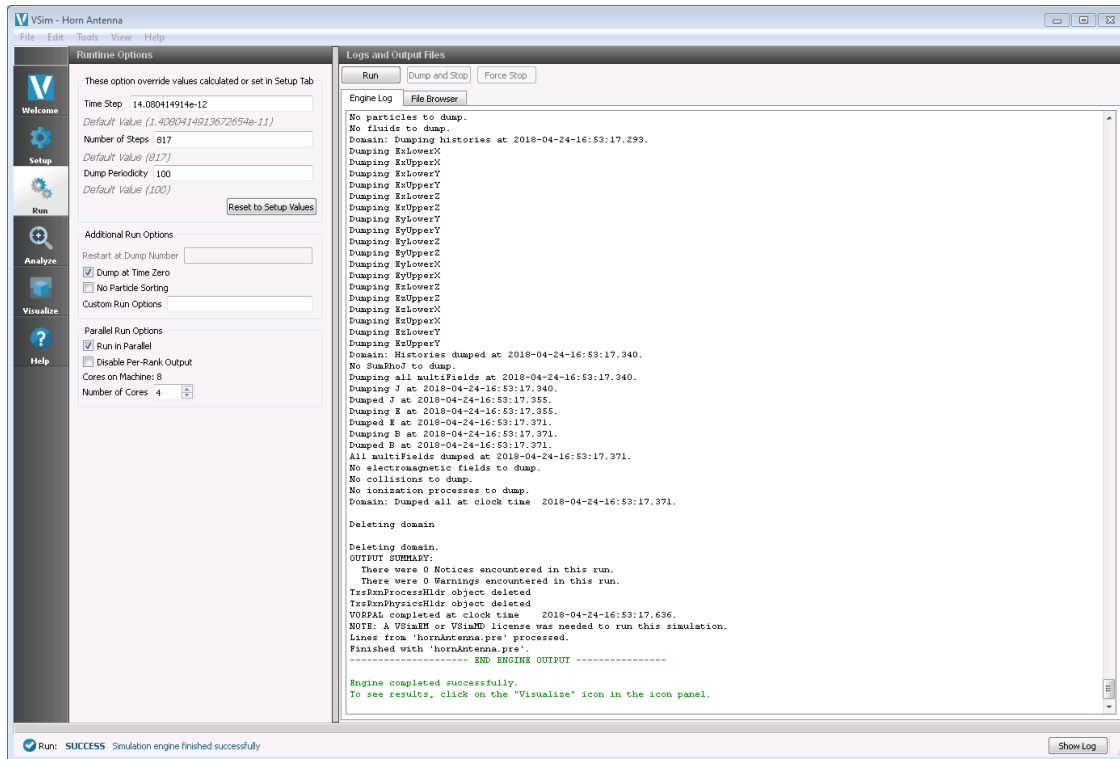 VSim - Horn Antenna
File Edit Tools View Help
Runtime Options
Logs and Output Files
Welcome
Setup
Run
Analyze
Visualize
Help
These option override values calculated or set in Setup Tab
Time Step 14.080414914e-12
Default Value (1.4080414913672654e-11)
Number of Steps 817
Default Value (817)
Dump Periodicity 100
Default Value (100)
Reset to Setup Values
Additional Run Options
Restart at Dump Number
Dump at Time Zero
No Particle Sorting
Custom Run Options
Parallel Run Options
Run in Parallel
Disable Per-Rank Output
Cores on Machine: 8
Number of Cores 4
Run Dump and Stop Force Stop
Engine Log File Browser
No particles to dump.
No fluids to dump.
Domain: Dumping histories at 2018-04-24-16:53:17.293.
Dumping ExLowerX
Dumping ExUpperX
Dumping ExLowerY
Dumping ExUpperY
Dumping ExLowerZ
Dumping ExUpperZ
Dumping EyLowerY
Dumping EyUpperY
Dumping EyLowerZ
Dumping EyUpperZ
Dumping EyLowerX
Dumping EyUpperX
Dumping EzLowerZ
Dumping EzUpperZ
Dumping EzLowerX
Dumping EzUpperX
Dumping EzLowerY
Dumping EzUpperY
Domain: Histories dumped at 2018-04-24-16:53:17.340.
No SumRhoJ to dump.
Dumping all multiFields at 2018-04-24-16:53:17.340.
Dumping J at 2018-04-24-16:53:17.340.
Dumped J at 2018-04-24-16:53:17.355.
Dumping E at 2018-04-24-16:53:17.355.
Dumped E at 2018-04-24-16:53:17.371.
Dumping B at 2018-04-24-16:53:17.371.
Dumped B at 2018-04-24-16:53:17.371.
All multiFields dumped at 2018-04-24-16:53:17.371.
No electromagnetic fields to dump.
No collisions to dump.
No ionization processes to dump.
Domain: Dumped all at clock time 2018-04-24-16:53:17.371.
Deleting domain
Deleting domain.
OUTPUT SUMMARY:
There were 0 Notices encountered in this run.
There were 0 Warnings encountered in this run.
TxsRxnProcessHldr object deleted
TxsRxnPhysicsHldr object deleted
VORPAL completed at clock time 2018-04-24-16:53:17.636.
NOTE: A VSimEM or VSimMD license was needed to run this simulation.
Lines from 'hornAntenna.pre' processed.
Finished with 'hornAntenna.pre'.
--------------------- END ENGINE OUTPUT ----------------
Engine completed successfully.
To see results, click on the "Visualize" icon in the icon panel.
Run: SUCCESS Simulation engine finished successfully
Show Log